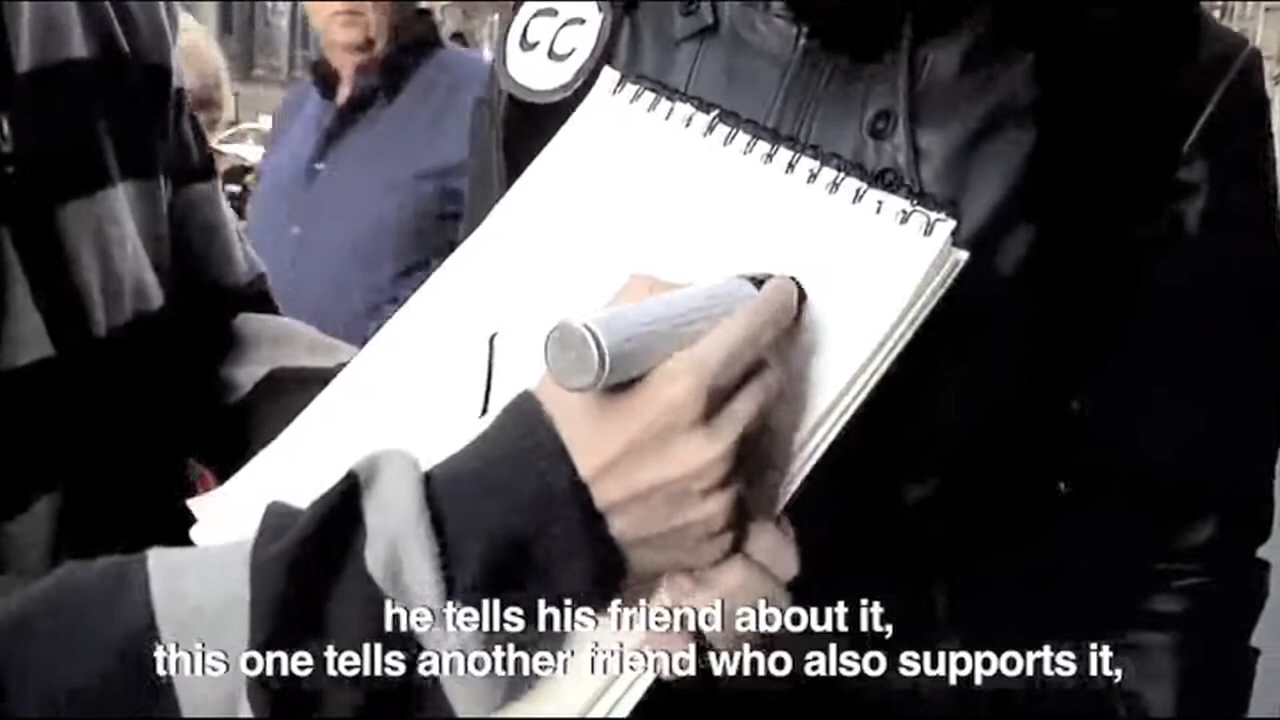 CC
he tells his friend about it,
this one tells another friend who also supports it,